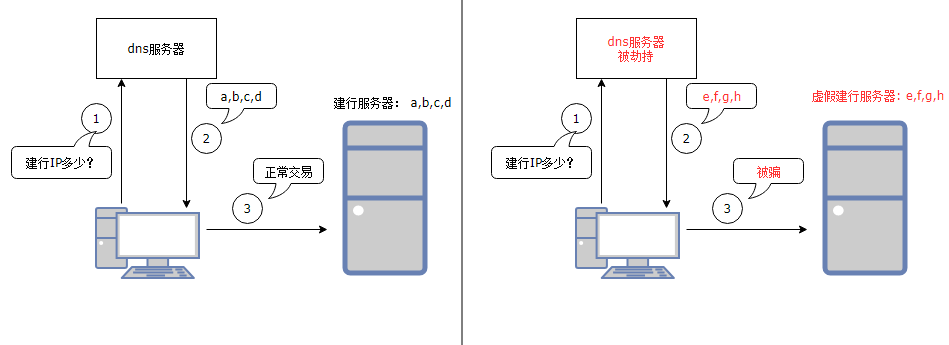 dns服务器
a,b,c,d
建行服务器： a,b,c,d
1
2
建行IP多少？
正常交易
3
dns服务器
被劫持
e,f,g,h
虚假建行服务器：e,f,g,h
1
2
建行IP多少？
被骗
3